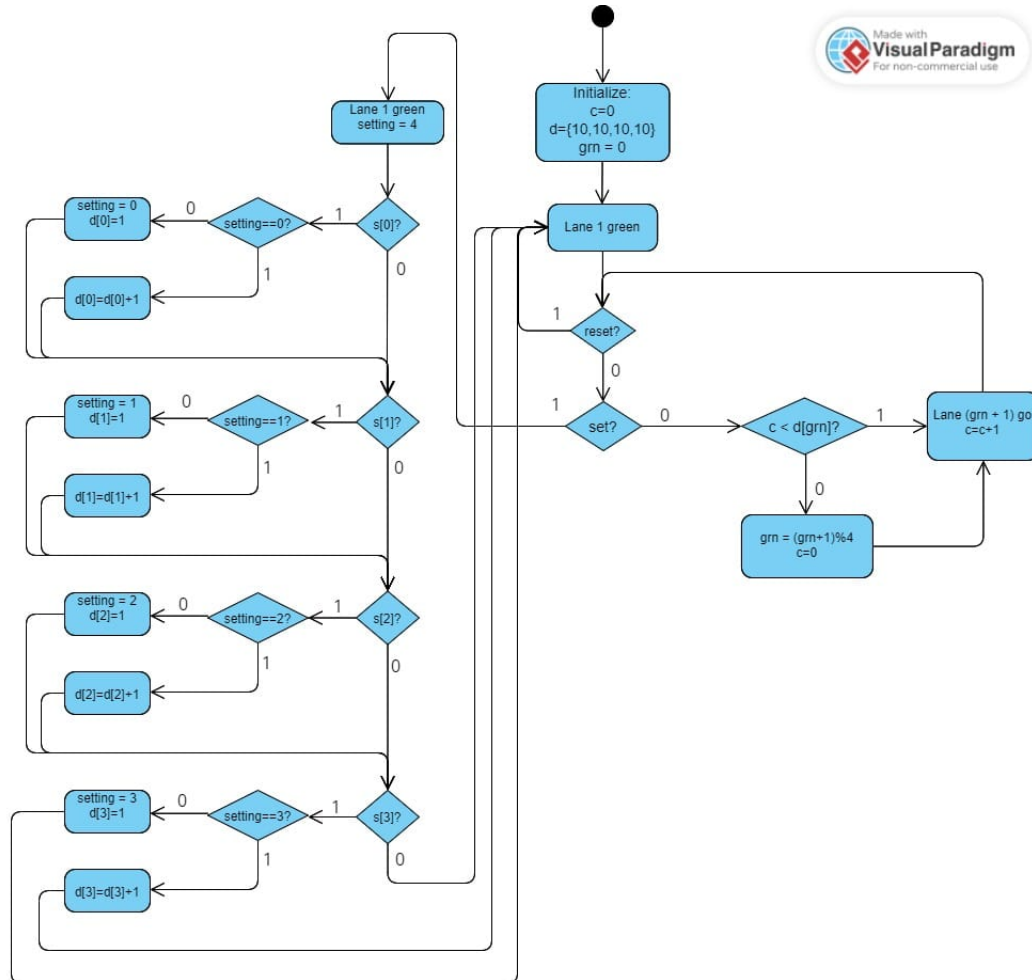 Made with
Visual Paradigm
For non-commercial use
Initialize:
c=0
d={10,10,10,10}
grn = 0
Lane 1 green
setting = 4
setting = 0
d[0]=1
0
setting==0?
1
s[0]?
0
1
d[0]=d[0]+1
Lane 1 green
1
reset?
0
setting = 1
d[1]=1
0
setting==1?
1
s[1]?
0
1
d[1]=d[1]+1
1
set?
0
c < d[grn]?
1
Lane (grn + 1) go
c=c+1
0
grn = (grn+1)%4
c=0
setting = 2
d[2]=1
0
setting==2?
1
s[2]?
0
1
d[2]=d[2]+1
setting = 3
d[3]=1
0
setting==3?
1
s[3]?
0
1
d[3]=d[3]+1